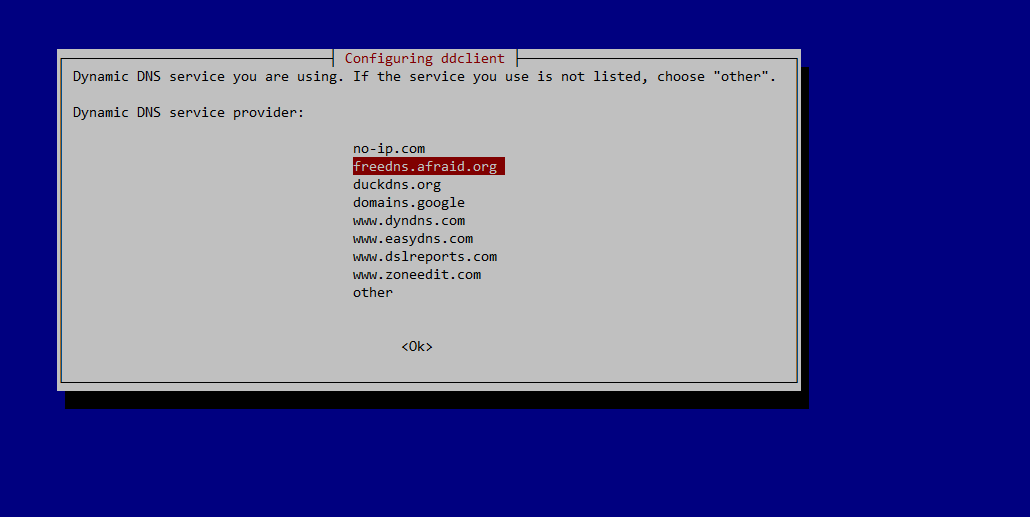 Configuring ddclient
Dynamic DNS service you are using. If the service you use is not listed, choose "other".
Dynamic DNS service provider:
no-ip.com
freedns.afraid.org
duckdns.org
domains.google
www.dyndns.com
www.easydns.com
www.dslreports.com
www.zoneedit.com
other
<Ok>